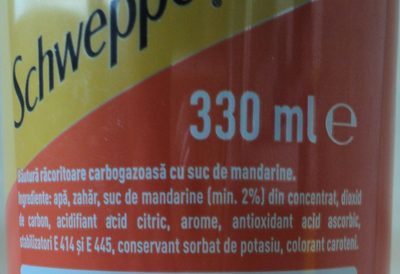 Schweppes
330 ml e
Băutură răcoritoare carbogazoasă cu suc de mandarine.
Ingrediente: apă, zahăr, suc de mandarine (min. 2%) din concentrat, dioxid
de carbon, acidifiant acid citric, arome, antioxidant acid ascorbic,
stabilizatori E 414 și E 445, conservant sorbat de potasiu, colorant caroteni.